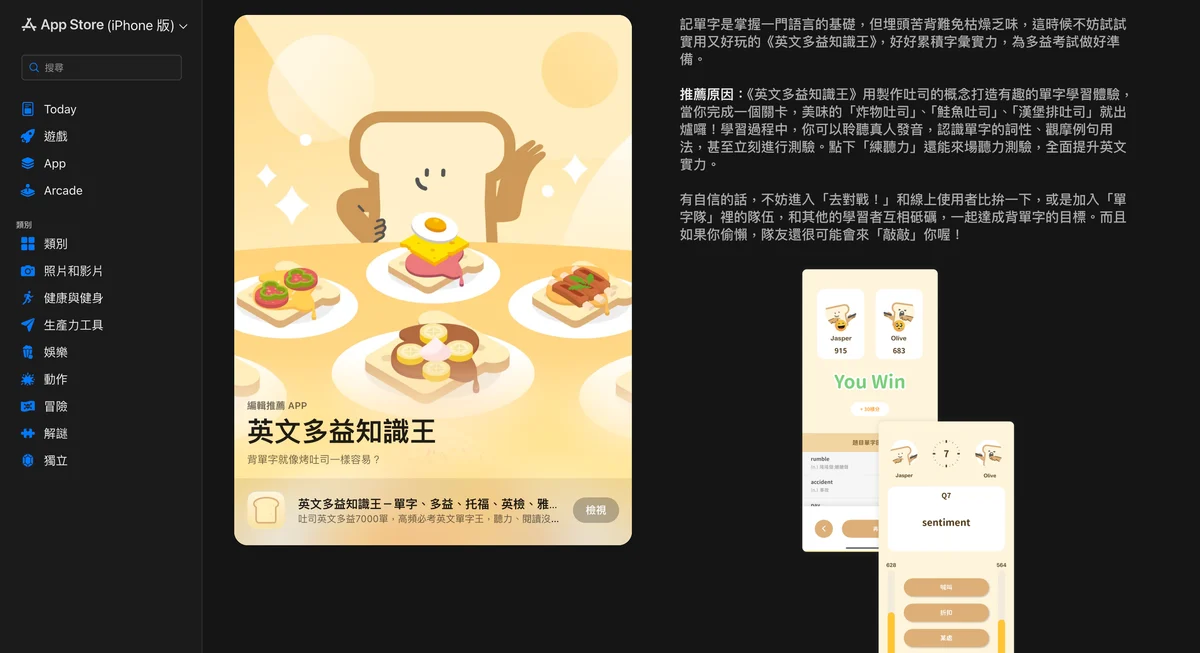 App Store (iPhone 版)
搜尋
Today
遊戲
App
Arcade
類別
類別
照片和影片
健康與健身
生產力工具
娛樂
動作
冒險
解謎
獨立
編輯推薦 APP
英文多益知識王
背單字就像烤吐司一樣容易？
英文多益知識王－單字、多益、托福、英檢、雅…
吐司英文多益7000單，高頻必考英文單字王，聽力、閱讀沒…
檢視
記單字是掌握一門語言的基礎，但埋頭苦背難免枯燥乏味，這時候不妨試試
實用又好玩的《英文多益知識王》，好好累積字彙實力，為多益考試做好準
備。
推薦原因：《英文多益知識王》用製作吐司的概念打造有趣的單字學習體驗，
當你完成一個關卡，美味的「炸物吐司」、「鮭魚吐司」、「漢堡排吐司」就出
爐囉！學習過程中，你可以聆聽真人發音，認識單字的詞性、觀摩例句用
法，甚至立刻進行測驗。點下「練聽力」還能來場聽力測驗，全面提升英文
實力。
有自信的話，不妨進入「去對戰！」和線上使用者比拚一下，或是加入「單
字隊」裡的隊伍，和其他的學習者互相砥礪，一起達成背單字的目標。而且
如果你偷懶，隊友還很可能會來「敲敲」你喔！
Jasper
915
Olive
683
You Win
題目單字
rumble
accident
Jasper
7
Olive
Q7
sentiment
628
564
喊叫
折扣
某處